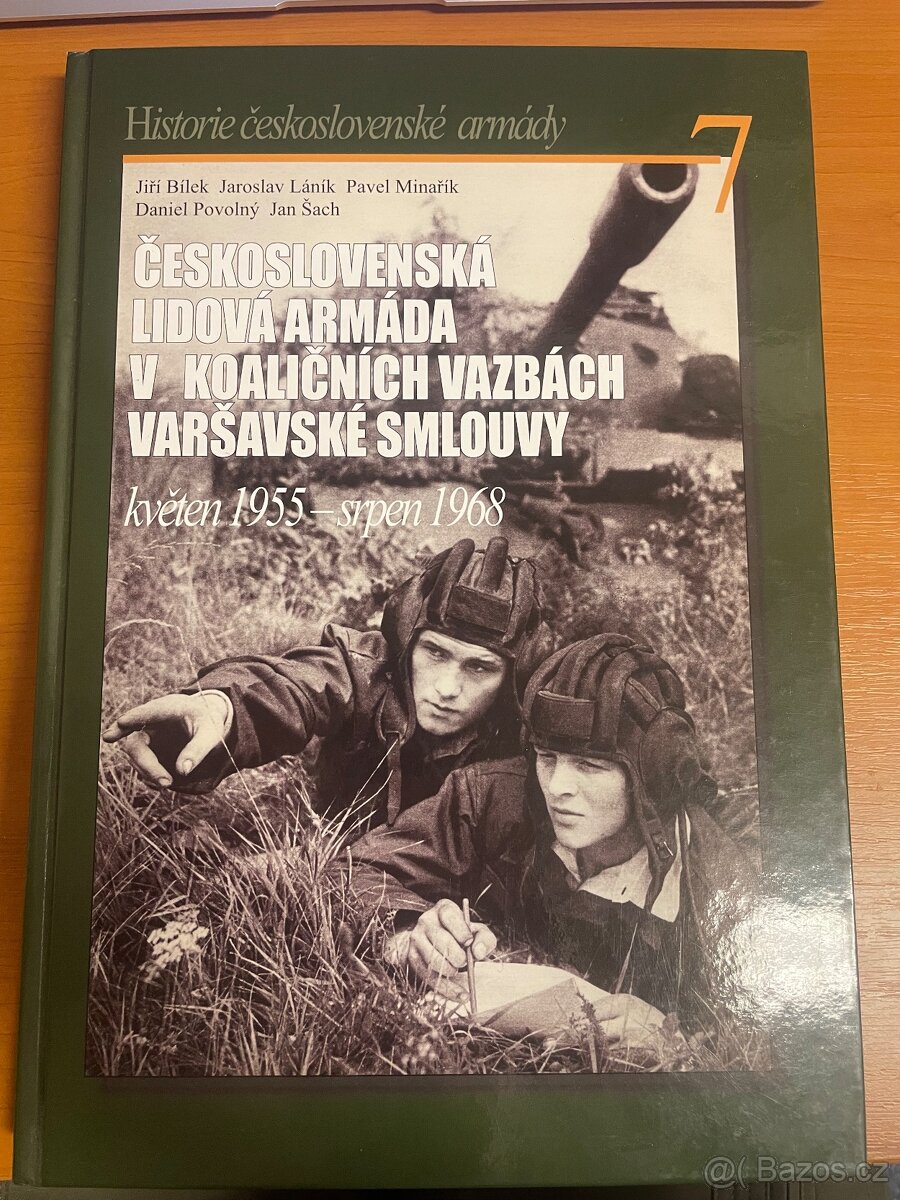 Historie československé armády
7
Jiří Bílek Jaroslav Láník Pavel Minařík
Daniel Povolný Jan Šach
ČESKOSLOVENSKÁ
LIDOVÁ ARMÁDA
V KOALIČNÍCH VAZBÁCH
VARŠAVSKÉ SMLOUVY
květen 1955 – srpen 1968
@( Bazos.cz